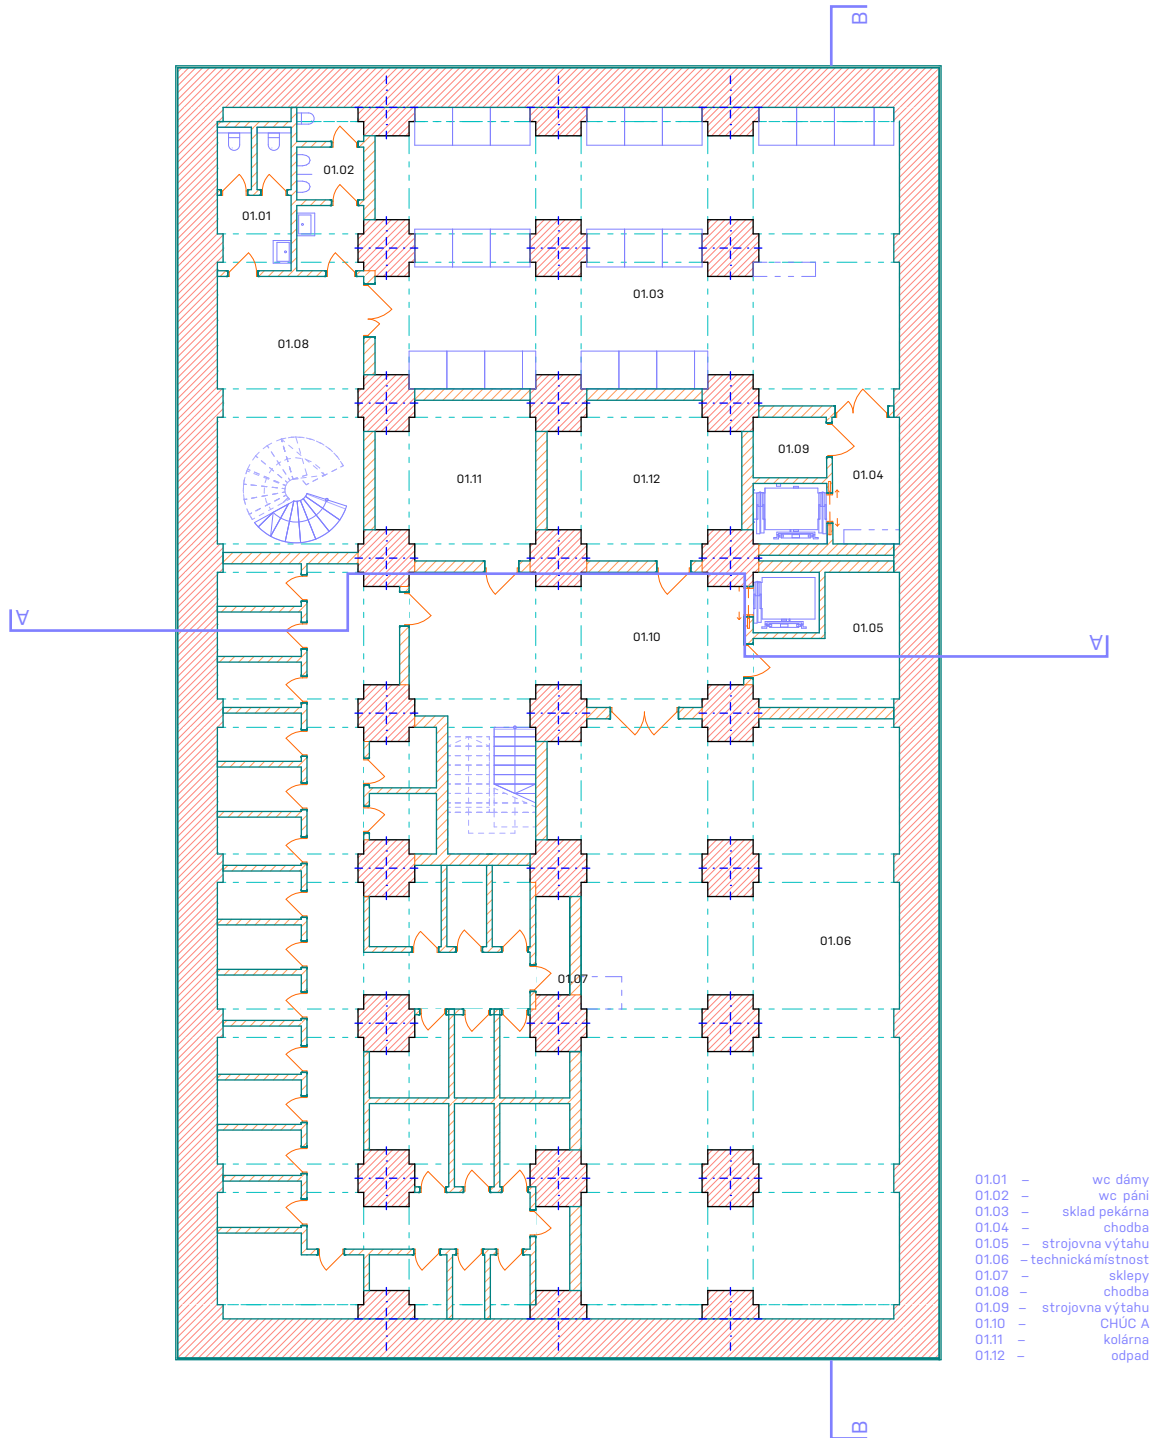 B
01.02
01.01
01.03
01.08
01.09
01.11
01.12
01.04
A
01.10
01.05
A
01.06
01.07
01.01 – wc dámy
01.02 – wc páni
01.03 – sklad pekárna
01.04 – chodba
01.05 – strojovna výtahu
01.06 – technická místnost
01.07 – sklepy
01.08 – chodba
01.09 – strojovna výtahu
01.10 – CHÚC A
01.11 – kolárna
01.12 – odpad
B